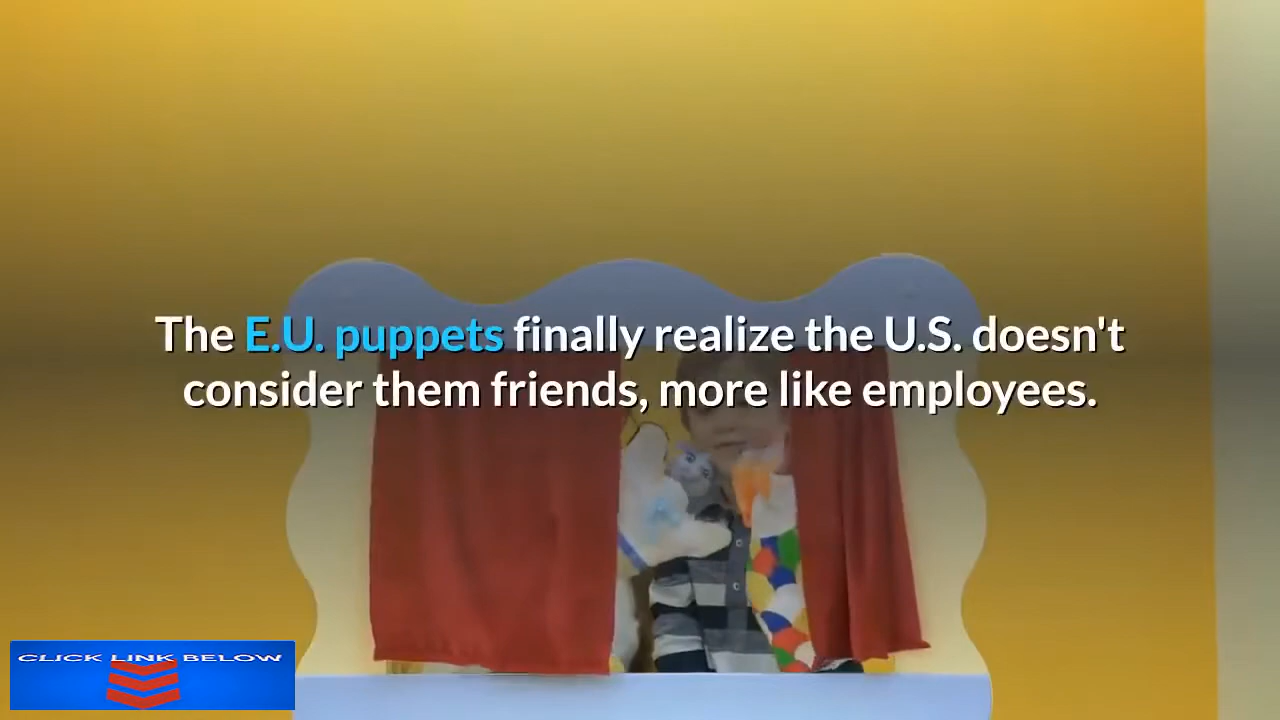 The E.U. puppets finally realize the U.S. doesn't
consider them friends, more like employees.
CLICK LINK BELOW